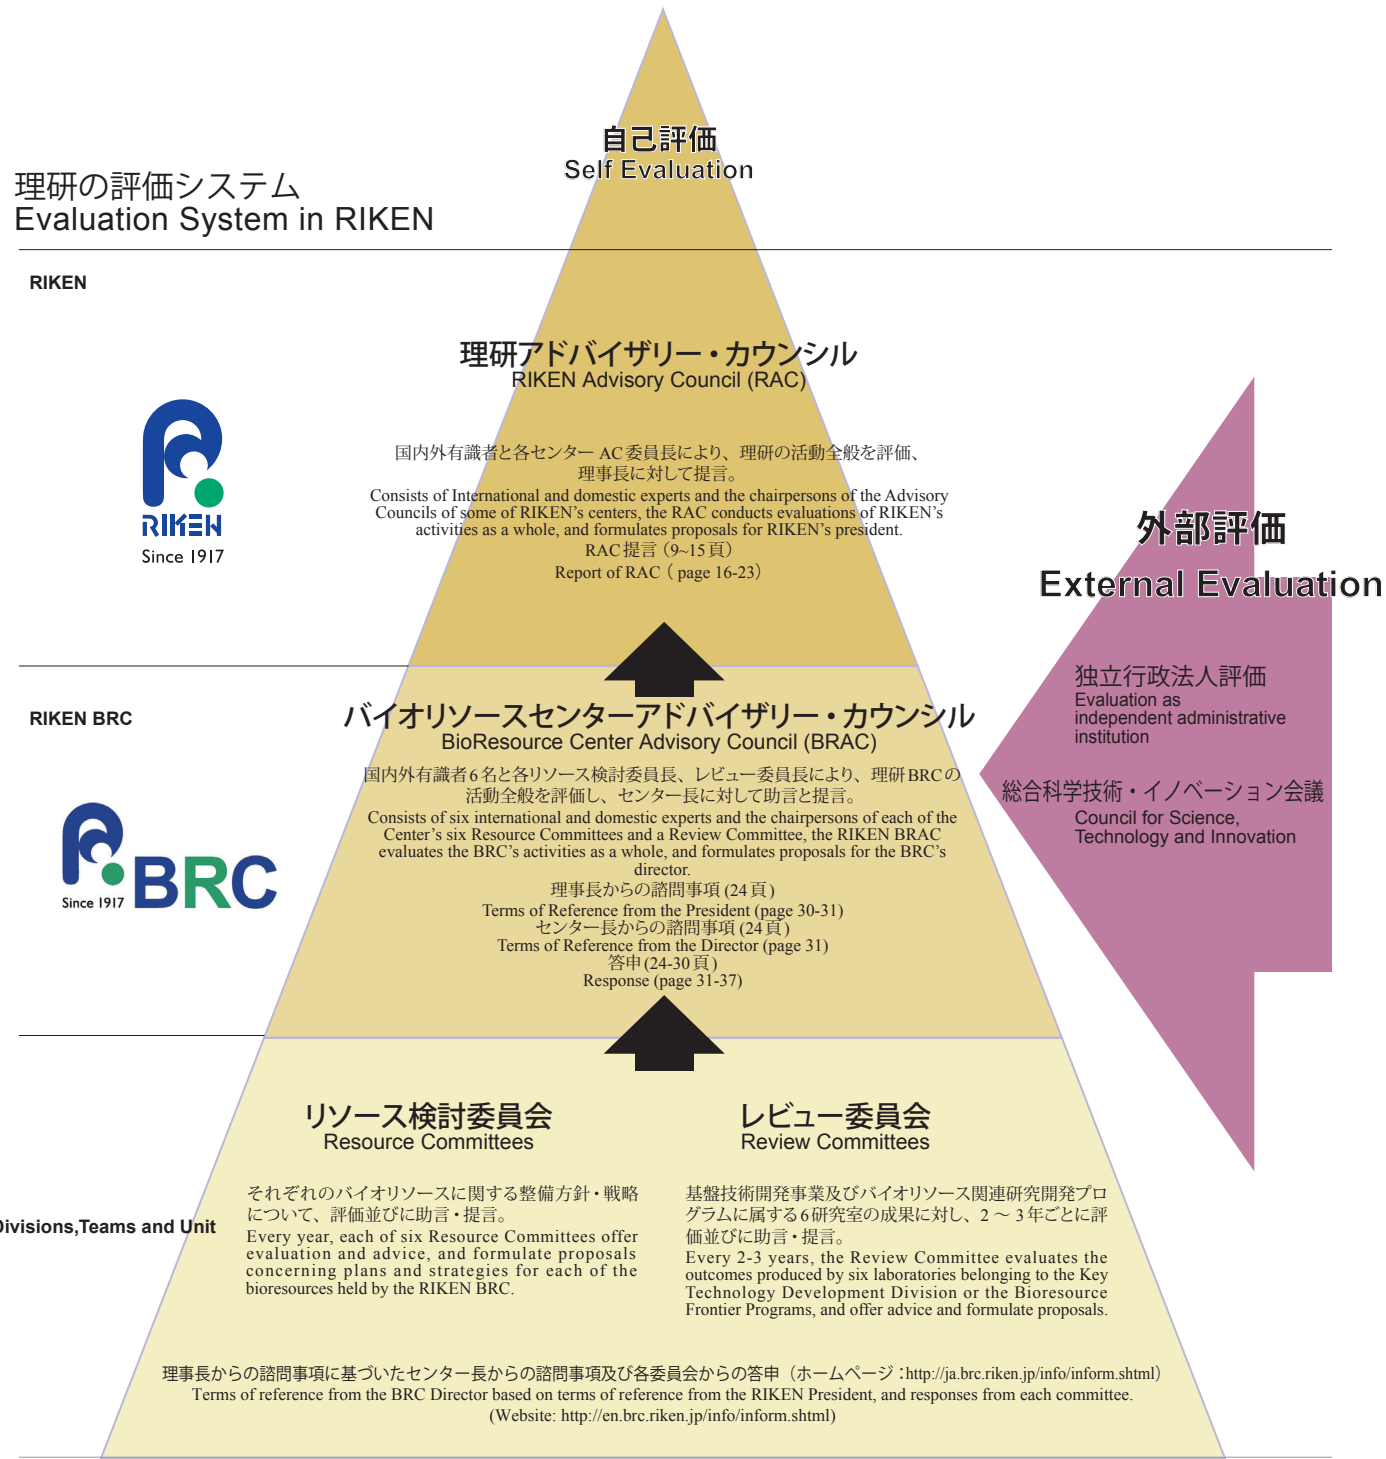 自己評価
Self Evaluation
理研の評価システム
Evaluation System in RIKEN
RIKEN
理研アドバイザリー・カウンシル
RIKEN Advisory Council (RAC)
RIKEN
Since 1917
国内外有識者と各センター AC委員長により、理研の活動全般を評価、
理事長に対して提言。
Consists of International and domestic experts and the chairpersons of the Advisory
Councils of some of RIKEN's centers, the RAC conducts evaluations of RIKEN's
activities as a whole, and formulates proposals for RIKEN's president.
RAC提言（9~15頁）
Report of RAC（ page 16-23）
外部評価
External Evaluation
独立行政法人評価
Evaluation as
independent administrative
institution
総合科学技術・イノベーション会議
Council for Science,
Technology and Innovation
RIKEN BRC
バイオリソースセンターアドバイザリー・カウンシル
BioResource Center Advisory Council (BRAC)
Since 1917
BRC
国内外有識者6名と各リソース検討委員長、レビュー委員長により、理研BRCの
活動全般を評価し、センター長に対して助言と提言。
Consists of six international and domestic experts and the chairpersons of each of the
Center's six Resource Committees and a Review Committee, the RIKEN BRAC
evaluates the BRC's activities as a whole, and formulates proposals for the BRC's
director.
理事長からの諮問事項(24頁)
Terms of Reference from the President (page 30-31)
センター長からの諮問事項(24頁)
Terms of Reference from the Director (page 31)
答申(24-30頁)
Response (page 31-37)
Divisions,Teams and Unit
リソース検討委員会
Resource Committees
それぞれのバイオリソースに関する整備方針・戦略
について、評価並びに助言・提言。
Every year, each of six Resource Committees offer
evaluation and advice, and formulate proposals
concerning plans and strategies for each of the
bioresources held by the RIKEN BRC.
レビュー委員会
Review Committees
基盤技術開発事業及びバイオリソース関連研究開発プロ
グラムに属する6研究室の成果に対し、2～3年ごとに評
価並びに助言・提言。
Every 2-3 years, the Review Committee evaluates the
outcomes produced by six laboratories belonging to the Key
Technology Development Division or the Bioresource
Frontier Programs, and offer advice and formulate proposals.
理事長からの諮問事項に基づいたセンター長からの諮問事項及び各委員会からの答申（ホームページ：http://ja.brc.riken.jp/info/inform.shtml）
Terms of reference from the BRC Director based on terms of reference from the RIKEN President, and responses from each committee.
(Website: http://en.brc.riken.jp/info/inform.shtml)